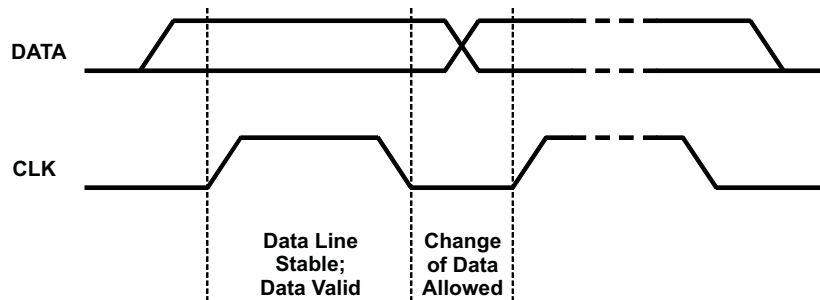 DATA
CLK
Data Line
Stable;
Data Valid
Change
of Data
Allowed